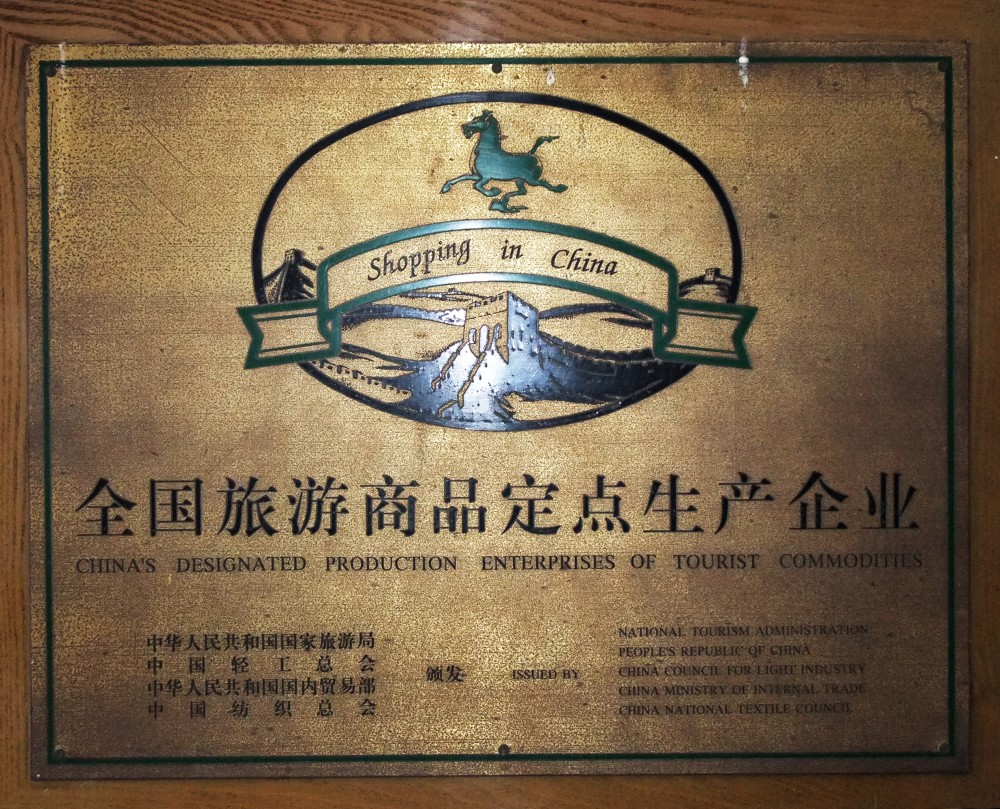 Shopping in China
全国旅游商品定点生产企业
CHINA'S DESIGNATED PRODUCTION ENTERPRISES OF TOURIST COMMODITIES
中华人民共和国国家旅游局
中国轻工总会
中华人民共和国国内贸易部
中国纺织总会
颁发
ISSUED BY
NATIONAL TOURISM ADMINISTRATION
PEOPLE'S REPUBLIC OF CHINA
CHINA COUNCIL FOR LIGHT INDUSTRY
CHINA MINISTRY OF INTERNAL TRADE
CHINA NATIONAL TEXTILE COUNCIL